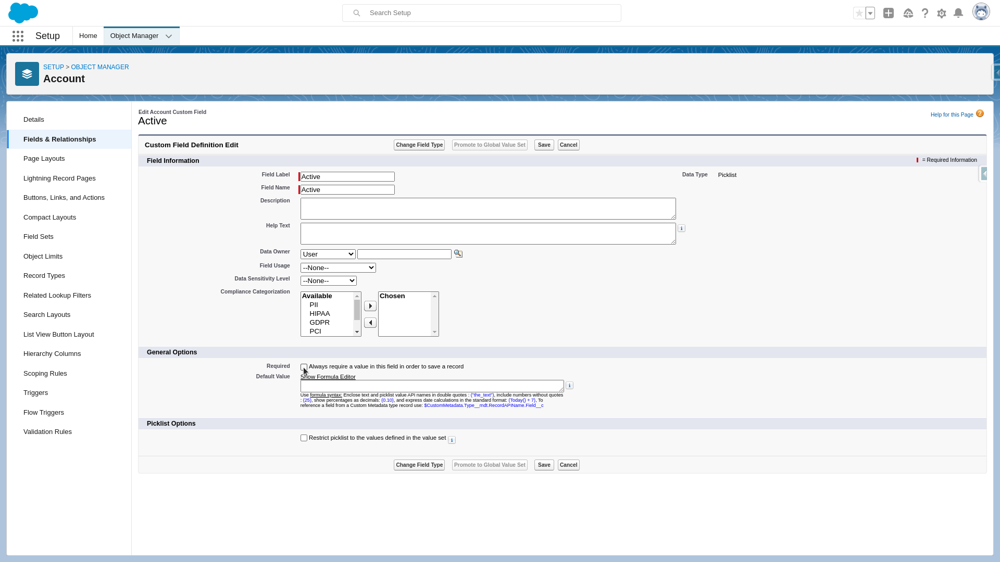 Search Setup
Setup
Home
Object Manager
SETUP > OBJECT MANAGER
Account
Details
Fields & Relationships
Page Layouts
Lightning Record Pages
Buttons, Links, and Actions
Compact Layouts
Field Sets
Object Limits
Record Types
Related Lookup Filters
Search Layouts
List View Button Layout
Hierarchy Columns
Scoping Rules
Triggers
Flow Triggers
Validation Rules
Edit Account Custom Field
Active
Help for this Page
Custom Field Definition Edit
Change Field Type Promote to Global Value Set Save Cancel
Field Information
= Required Information
Field Label Active
Data Type Picklist
Field Name Active
Description
Help Text
Data Owner User
Field Usage --None--
Data Sensitivity Level --None--
Compliance Categorization
Available
PII
HIPAA
GDPR
PCI
Chosen
General Options
Required Always require a value in this field in order to save a record
Default Value Show Formula Editor
Use formula syntax: Enclose text and picklist value API names in double quotes : ("the_text"), include numbers without quotes
: (25), show percentages as decimals: (0.10), and express date calculations in the standard format: (Today() + 7), To
reference a field from a Custom Metadata type record use: $CustomMetadata.Type__mdt.RecordAPIName.Field__c
Picklist Options
Restrict picklist to the values defined in the value set
Change Field Type Promote to Global Value Set Save Cancel